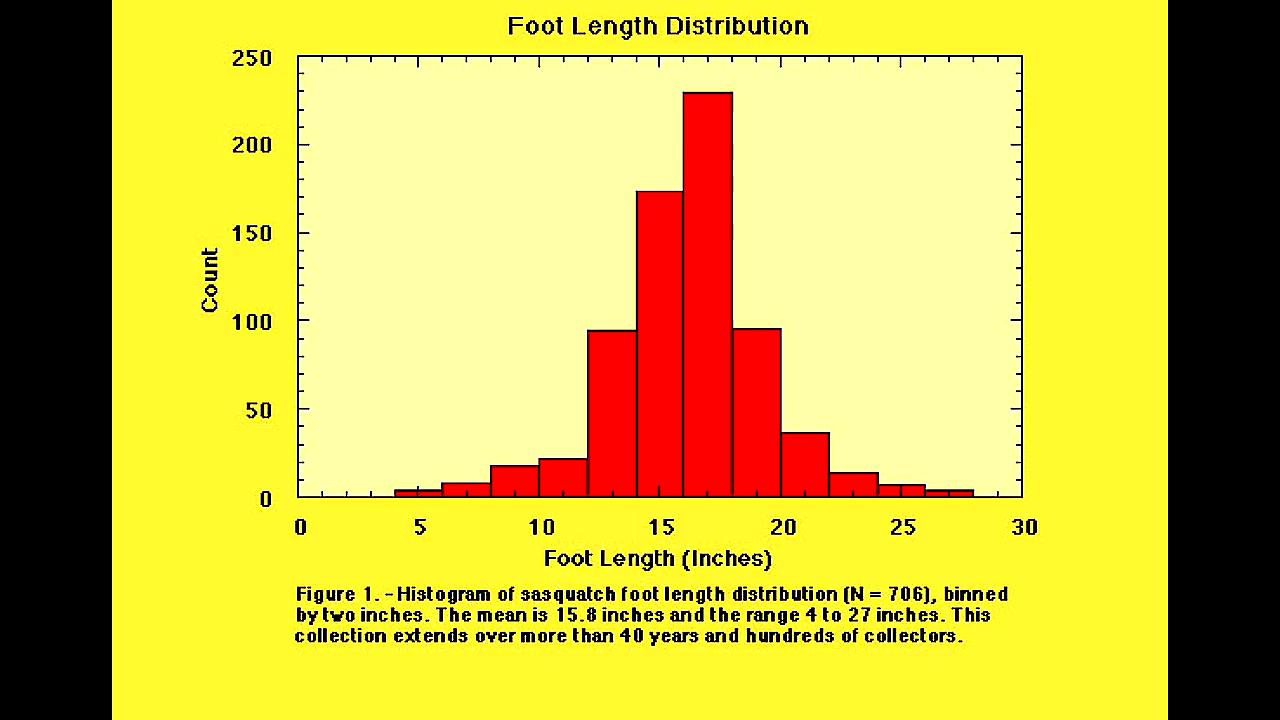 Foot Length Distribution
250
200
150
100
50
0
Count
0 5 10 15 20 25 30
Foot Length (Inches)
Figure 1. - Histogram of sasquatch foot length distribution (N = 706), binned
by two inches. The mean is 15.8 inches and the range 4 to 27 inches. This
collection extends over more than 40 years and hundreds of collectors.